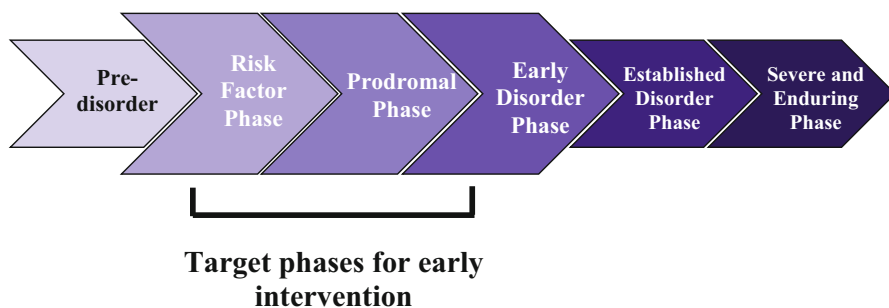 Pre-
disorder
Risk
Factor
Phase
Prodromal
Phase
Early
Disorder
Phase
Established
Disorder
Phase
Severe and
Enduring
Phase
Target phases for early
intervention